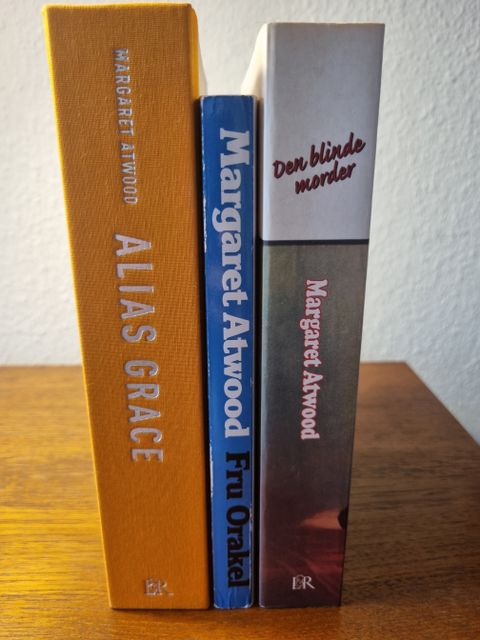 MARGARET ATWOOD
ALIAS GRACE
L&R
Margaret Atwood
Fru Orakel
Den blinde
morder
Margaret Atwood
L&R